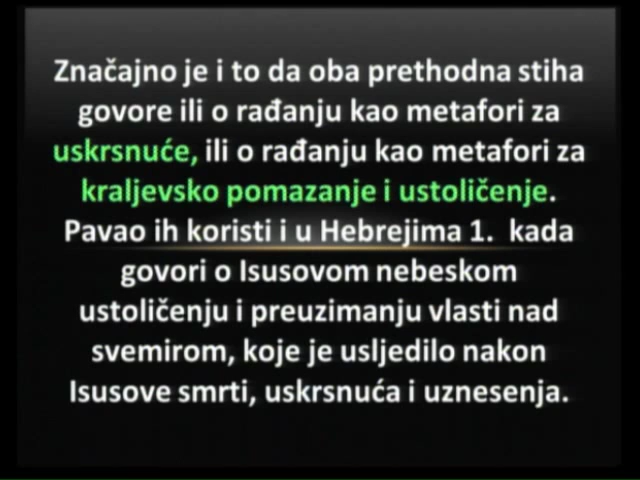 Značajno je i to da oba prethodna stiha
govore ili o rađanju kao metafori za
uskrsnuće, ili o rađanju kao metafori za
kraljevsko pomazanje i ustoličenje.
Pavao ih koristi i u Hebrejima 1. kada
govori o Isusovom nebeskom
ustoličenju i preuzimanju vlasti nad
svemirom, koje je usljedilo nakon
Isusove smrti, uskrsnuća i uznesenja.